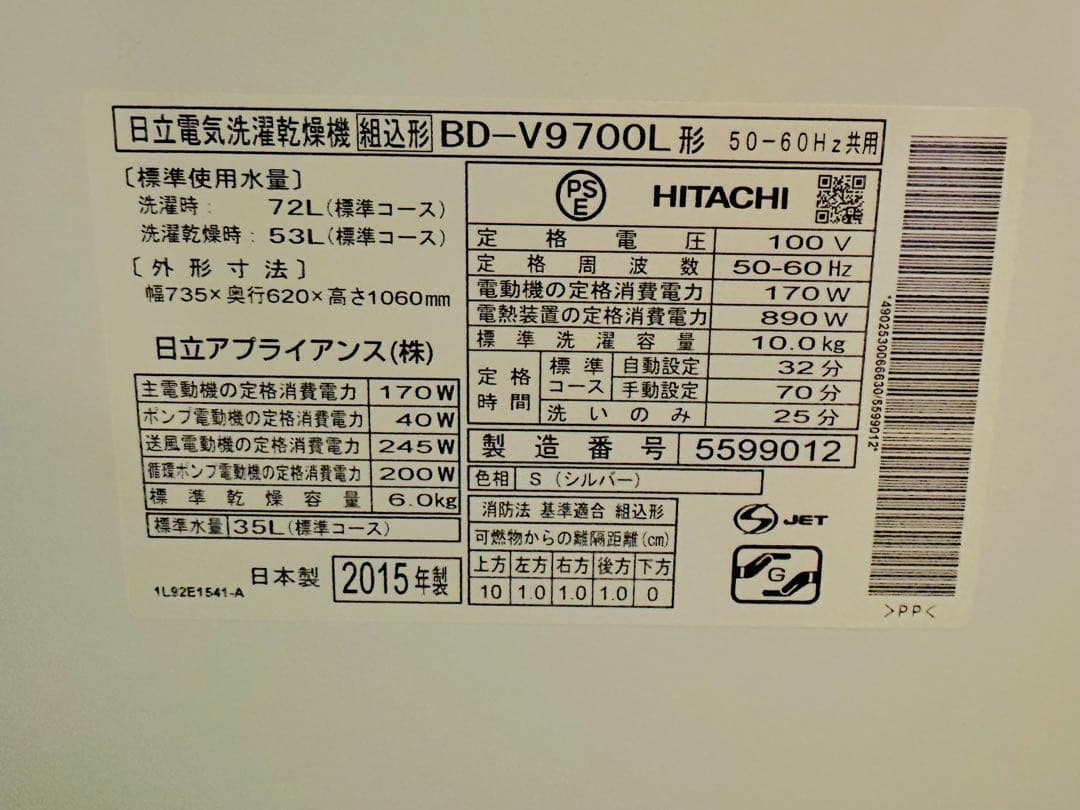 日立電気洗濯乾燥機 組込形 BD-V9700L形 50-60Hz共用
〔標準使用水量〕
洗濯時: 72L(標準コース)
洗濯乾燥時: 53L(標準コース)
〔外形寸法〕
幅735×奥行620×高さ1060mm
日立アプライアンス(株)
主電動機の定格消費電力 170W
ポンプ電動機の定格消費電力 40W
送風電動機の定格消費電力 245W
循環ポンプ電動機の定格消費電力 200W
標準乾燥容量 6.0kg
標準水量 35L(標準コース)
1L92E1541-A 日本製 2015年製
PSE HITACHI
定格電圧 100V
定格周波数 50-60Hz
電動機の定格消費電力 170W
電熱装置の定格消費電力 890W
標準洗濯容量 10.0kg
定格時間 標準コース 自動設定 32分
手動設定 70分
洗いのみ 25分
製造番号 5599012
色相 S (シルバー)
消防法 基準適合 組込形
可燃物からの離隔距離(cm)
上方 左方 右方 後方 下方
10 1.0 1.0 1.0 0
S JET
G
*4902530066630/5599012*
>PP<